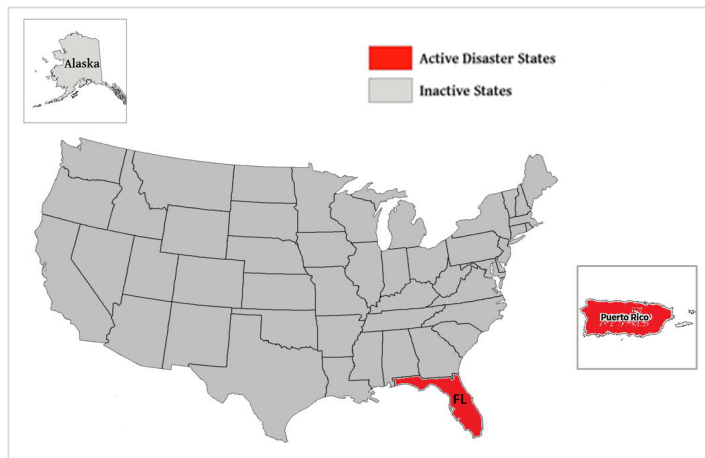 Alaska
Active Disaster States
Inactive States
Puerto Rico
FL